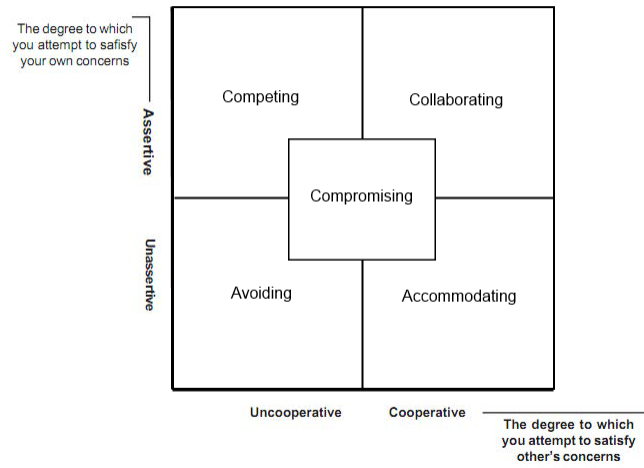 The degree to which
you attempt to safisfy
your own concerns
Competing
Collaborating
Assertive
Compromising
Unassertive
Avoiding
Accommodating
Uncooperative
Cooperative
The degree to which
you attempt to satisfy
other's concerns